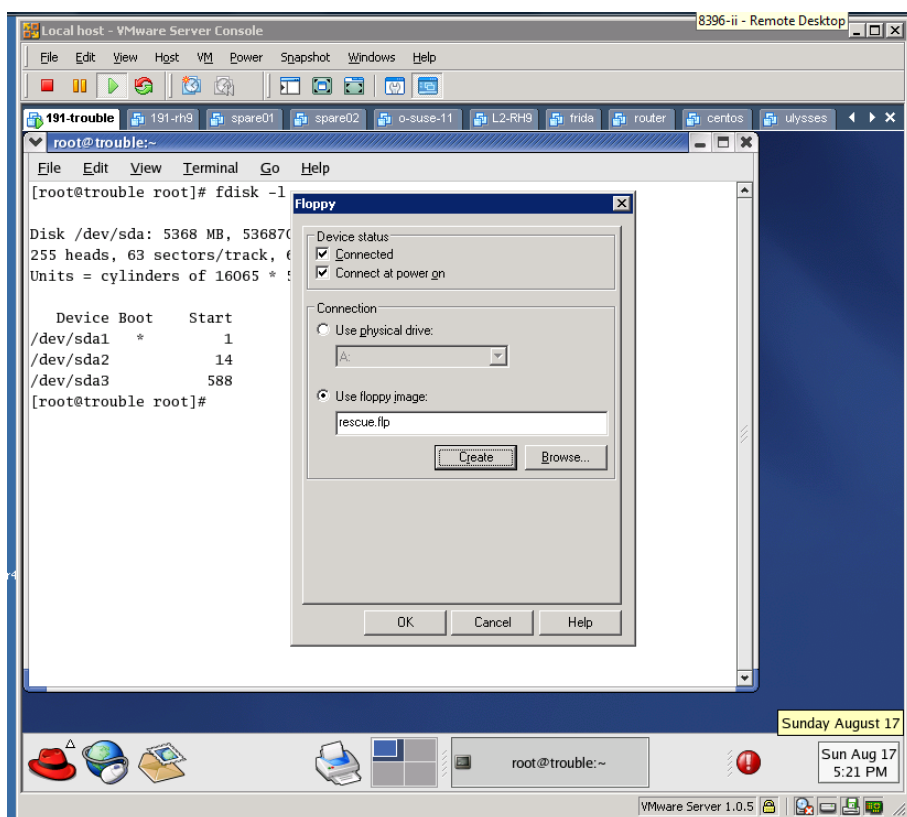 8396-ii - Remote Desktop
Local host - VMware Server Console
File Edit View Host VM Power Snapshot Windows Help
191-trouble 191-rh9 spare01 spare02 o-suse-11 L2-RH9 frida router centos ulysses
root@trouble:~
File Edit View Terminal Go Help
[root@trouble root]# fdisk -l
Disk /dev/sda: 5368 MB, 53687
255 heads, 63 sectors/track,
Units = cylinders of 16065 *
Device Boot Start
/dev/sda1 * 1
/dev/sda2 14
/dev/sda3 588
[root@trouble root]#
Floppy
Device status
Connected
Connect at power on
Connection
Use physical drive:
A:
Use floppy image:
rescue.flp
Create Browse...
OK Cancel Help
r4
Sunday August 17
root@trouble:~
Sun Aug 17
5:21 PM
VMware Server 1.0.5